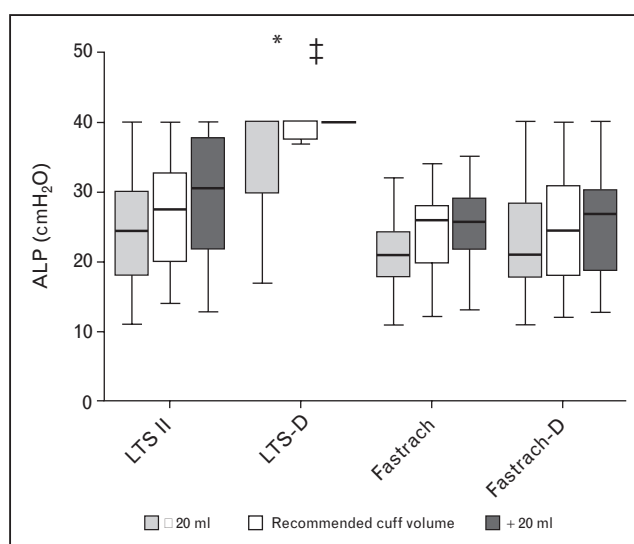 * ‡
50
40
30
20
10
0
ALP (cmH₂O)
LTS II
LTS-D
Fastrach
Fastrach-D
□ 20 ml
Recommended cuff volume
+ 20 ml